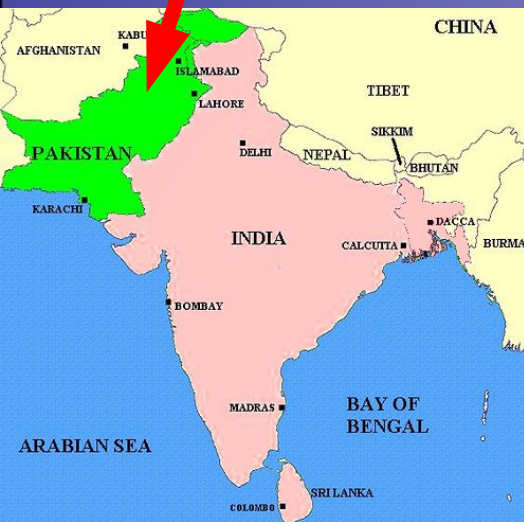 CHINA
AFGHANISTAN
ISLAMABAD
LAHORE
TIBET
SIKKIM
PAKISTAN
DELHI
NEPAL
BHUTAN
KARACHI
DACCA
INDIA
CALCUTTA
BURMA
BOMBAY
MADRAS
BAY OF
BENGAL
ARABIAN SEA
SRI LANKA
COLOMBO